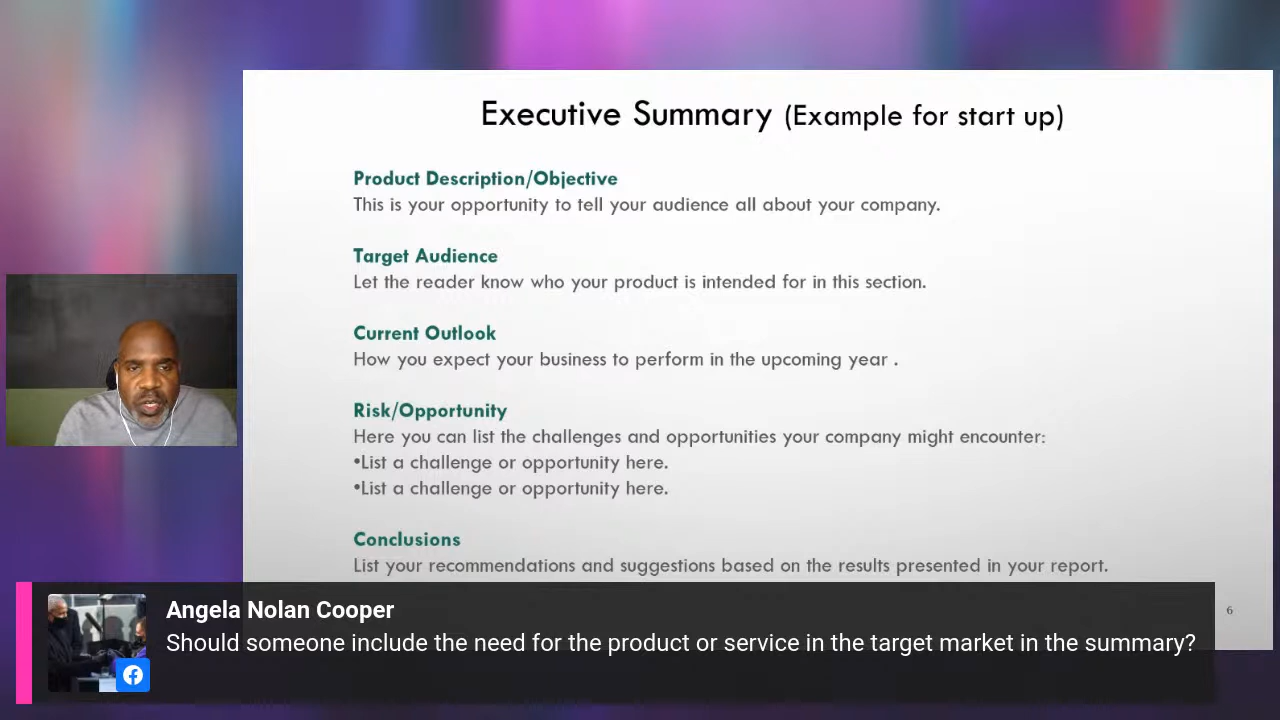 Executive Summary (Example for start up)
Product Description/Objective
This is your opportunity to tell your audience all about your company.
Target Audience
Let the reader know who your product is intended for in this section.
Current Outlook
How you expect your business to perform in the upcoming year .
Risk/Opportunity
Here you can list the challenges and opportunities your company might encounter:
•List a challenge or opportunity here.
•List a challenge or opportunity here.
Conclusions
List your recommendations and suggestions based on the results presented in your report.
6
Angela Nolan Cooper
Should someone include the need for the product or service in the target market in the summary?